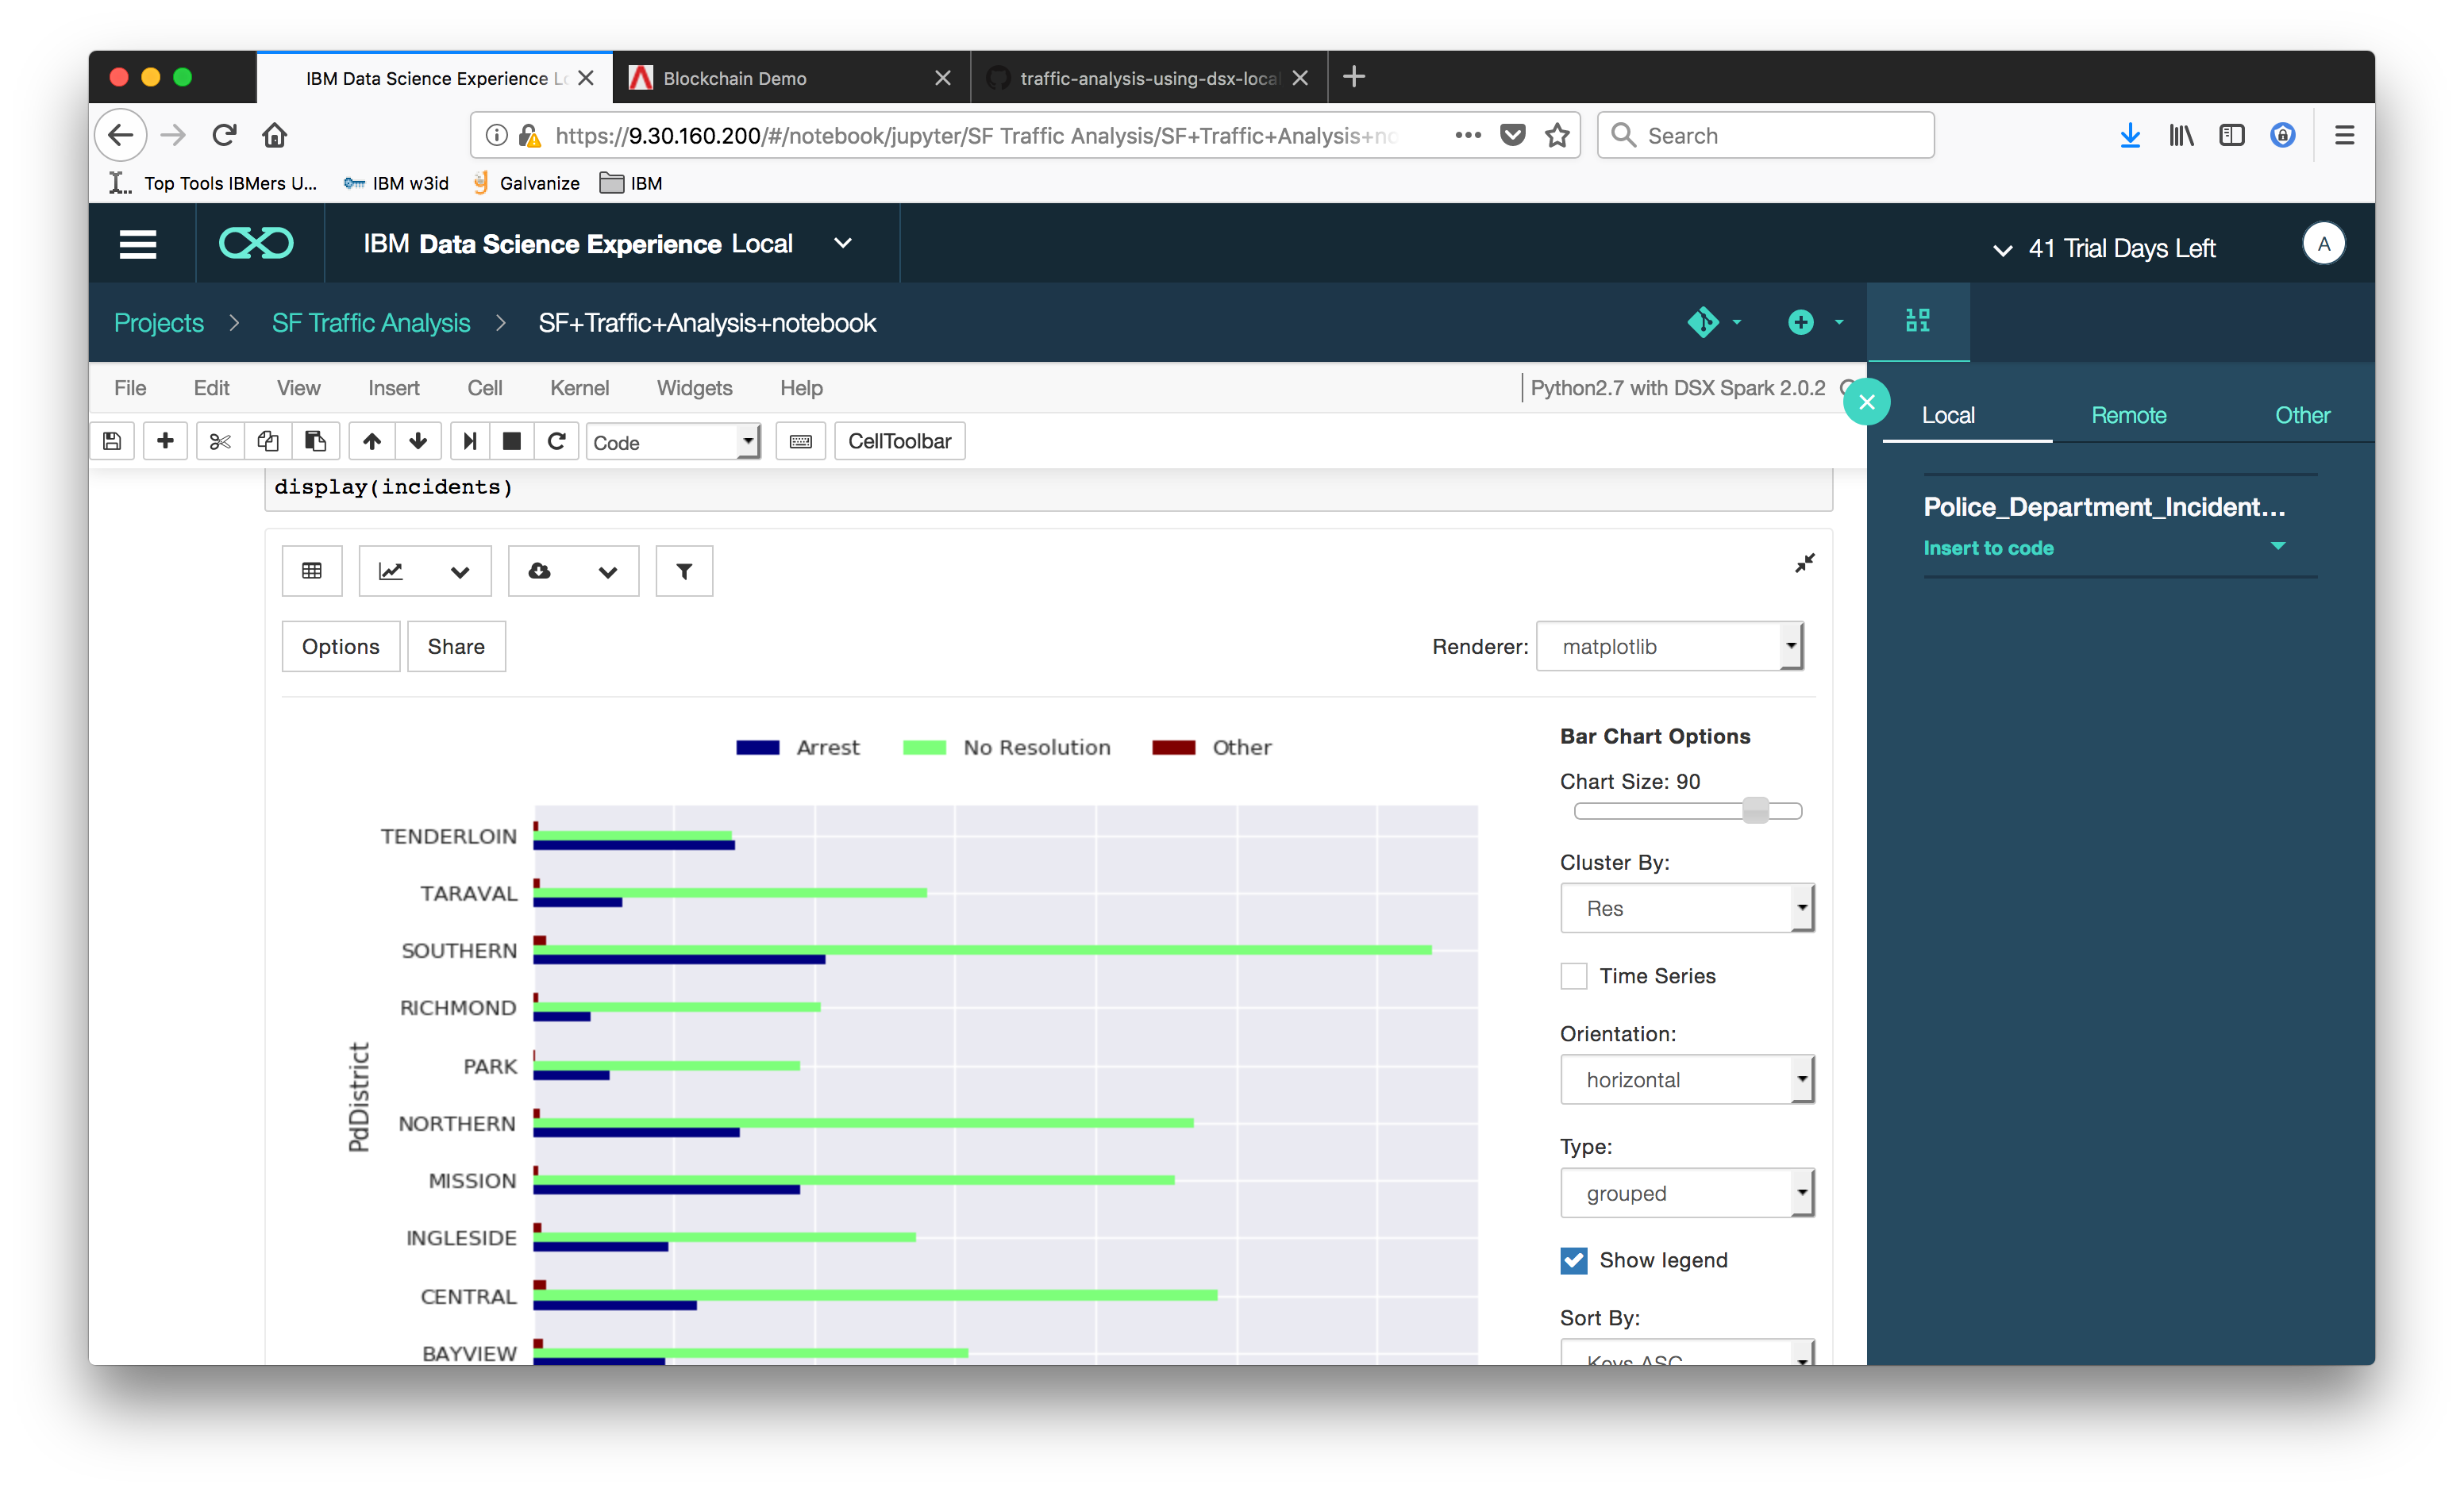 IBM Data Science Experience Lo
Blockchain Demo
traffic-analysis-using-dsx-local
https://9.30.160.200/#/notebook/jupyter/SF Traffic Analysis/SF+Traffic+Analysis+no
Search
Top Tools IBMers U...
IBM w3id
Galvanize
IBM
IBM Data Science Experience Local
41 Trial Days Left
A
Projects > SF Traffic Analysis > SF+Traffic+Analysis+notebook
File Edit View Insert Cell Kernel Widgets Help
Python2.7 with DSX Spark 2.0.2
Code
CellToolbar
Local Remote Other
Police_Department_Incident...
Insert to code
display(incidents)
Options
Share
Renderer: matplotlib
Arrest No Resolution Other
PdDistrict
TENDERLOIN
TARAVAL
SOUTHERN
RICHMOND
PARK
NORTHERN
MISSION
INGLESIDE
CENTRAL
BAYVIEW
Bar Chart Options
Chart Size: 90
Cluster By:
Res
Time Series
Orientation:
horizontal
Type:
grouped
Show legend
Sort By:
Keys ASC